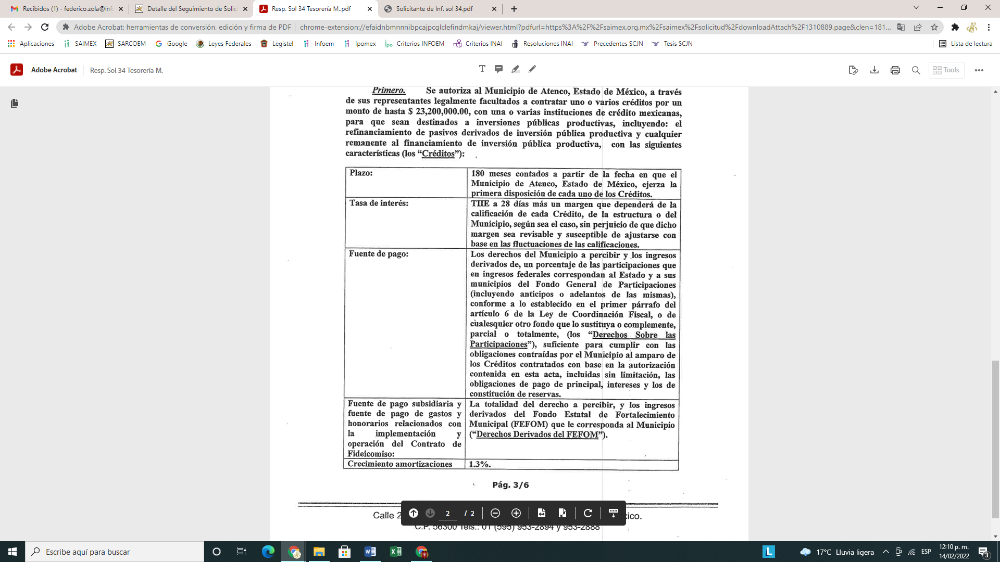 Recibidos (1) - federico.zola@inf
Detalle del Seguimiento de Solici
Resp. Sol 34 Tesorería M..pdf
Solicitante de Inf. sol 34.pdf
Adobe Acrobat: herramientas de conversión, edición y firma de PDF | chrome-extension://efaidnbmnnnibpcajpcglclefindmkaj/viewer.html?pdfurl=https%3A%2F%2Fsaimex.org.mx%2Fsaimex%2Fsolicitud%2FdownloadAttach%2F1310889.page&clen=181...
Aplicaciones SAIMEX SARCOEM Google Leyes Federales Legistel Infoem Ipomex Criterios INFOEM Criterios INAI Resoluciones INAI Precedentes SCJN Tesis SCJN Lista de lectura
Adobe Acrobat Resp. Sol 34 Tesorería M. Tools
Primero. Se autoriza al Municipio de Atenco, Estado de México, a través
de sus representantes legalmente facultados a contratar uno o varios créditos por un
monto de hasta $ 23,200,000.00, con una o varias instituciones de crédito mexicanas,
para que sean destinados a inversiones públicas productivas, incluyendo: el
refinanciamiento de pasivos derivados de inversión pública productiva y cualquier
remanente al financiamiento de inversión pública productiva, con las siguientes
características (los “Créditos”):
Plazo:
180 meses contados a partir de la fecha en que el
Municipio de Atenco, Estado de México, ejerza la
primera disposición de cada uno de los Créditos.
Tasa de interés:
TIIE a 28 días más un margen que dependerá de la
calificación de cada Crédito, de la estructura o del
Municipio, según sea el caso, sin perjuicio de que dicho
margen sea revisable y susceptible de ajustarse con
base en las fluctuaciones de las calificaciones.
Fuente de pago:
Los derechos del Municipio a percibir y los ingresos
derivados de, un porcentaje de las participaciones que
en ingresos federales correspondan al Estado y a sus
municipios del Fondo General de Participaciones
(incluyendo anticipos o adelantos de las mismas),
conforme a lo establecido en el primer párrafo del
artículo 6 de la Ley de Coordinación Fiscal, o de
cualesquier otro fondo que lo sustituya o complemente,
parcial o totalmente, (los “Derechos Sobre las
Participaciones”), suficiente para cumplir con las
obligaciones contraídas por el Municipio al amparo de
los Créditos contratados con base en la autorización
contenida en esta acta, incluidas sin limitación, las
obligaciones de pago de principal, intereses y los de
constitución de reservas.
Fuente de pago subsidiaria y
fuente de pago de gastos y
honorarios relacionados con
la implementación y
operación del Contrato de
Fideicomiso:
La totalidad del derecho a percibir, y los ingresos
derivados del Fondo Estatal de Fortalecimiento
Municipal (FEFOM) que le corresponda al Municipio
(“Derechos Derivados del FEFOM”).
Crecimiento amortizaciones
1.3%.
Pág. 3/6
2 / 2
Calle 2 xico.
C.P. 56300 Tels.: 01 (595) 953-2894 y 953-2888
Escribe aquí para buscar
L
17°C Lluvia ligera
ESP
12:10 p. m.
14/02/2022
3